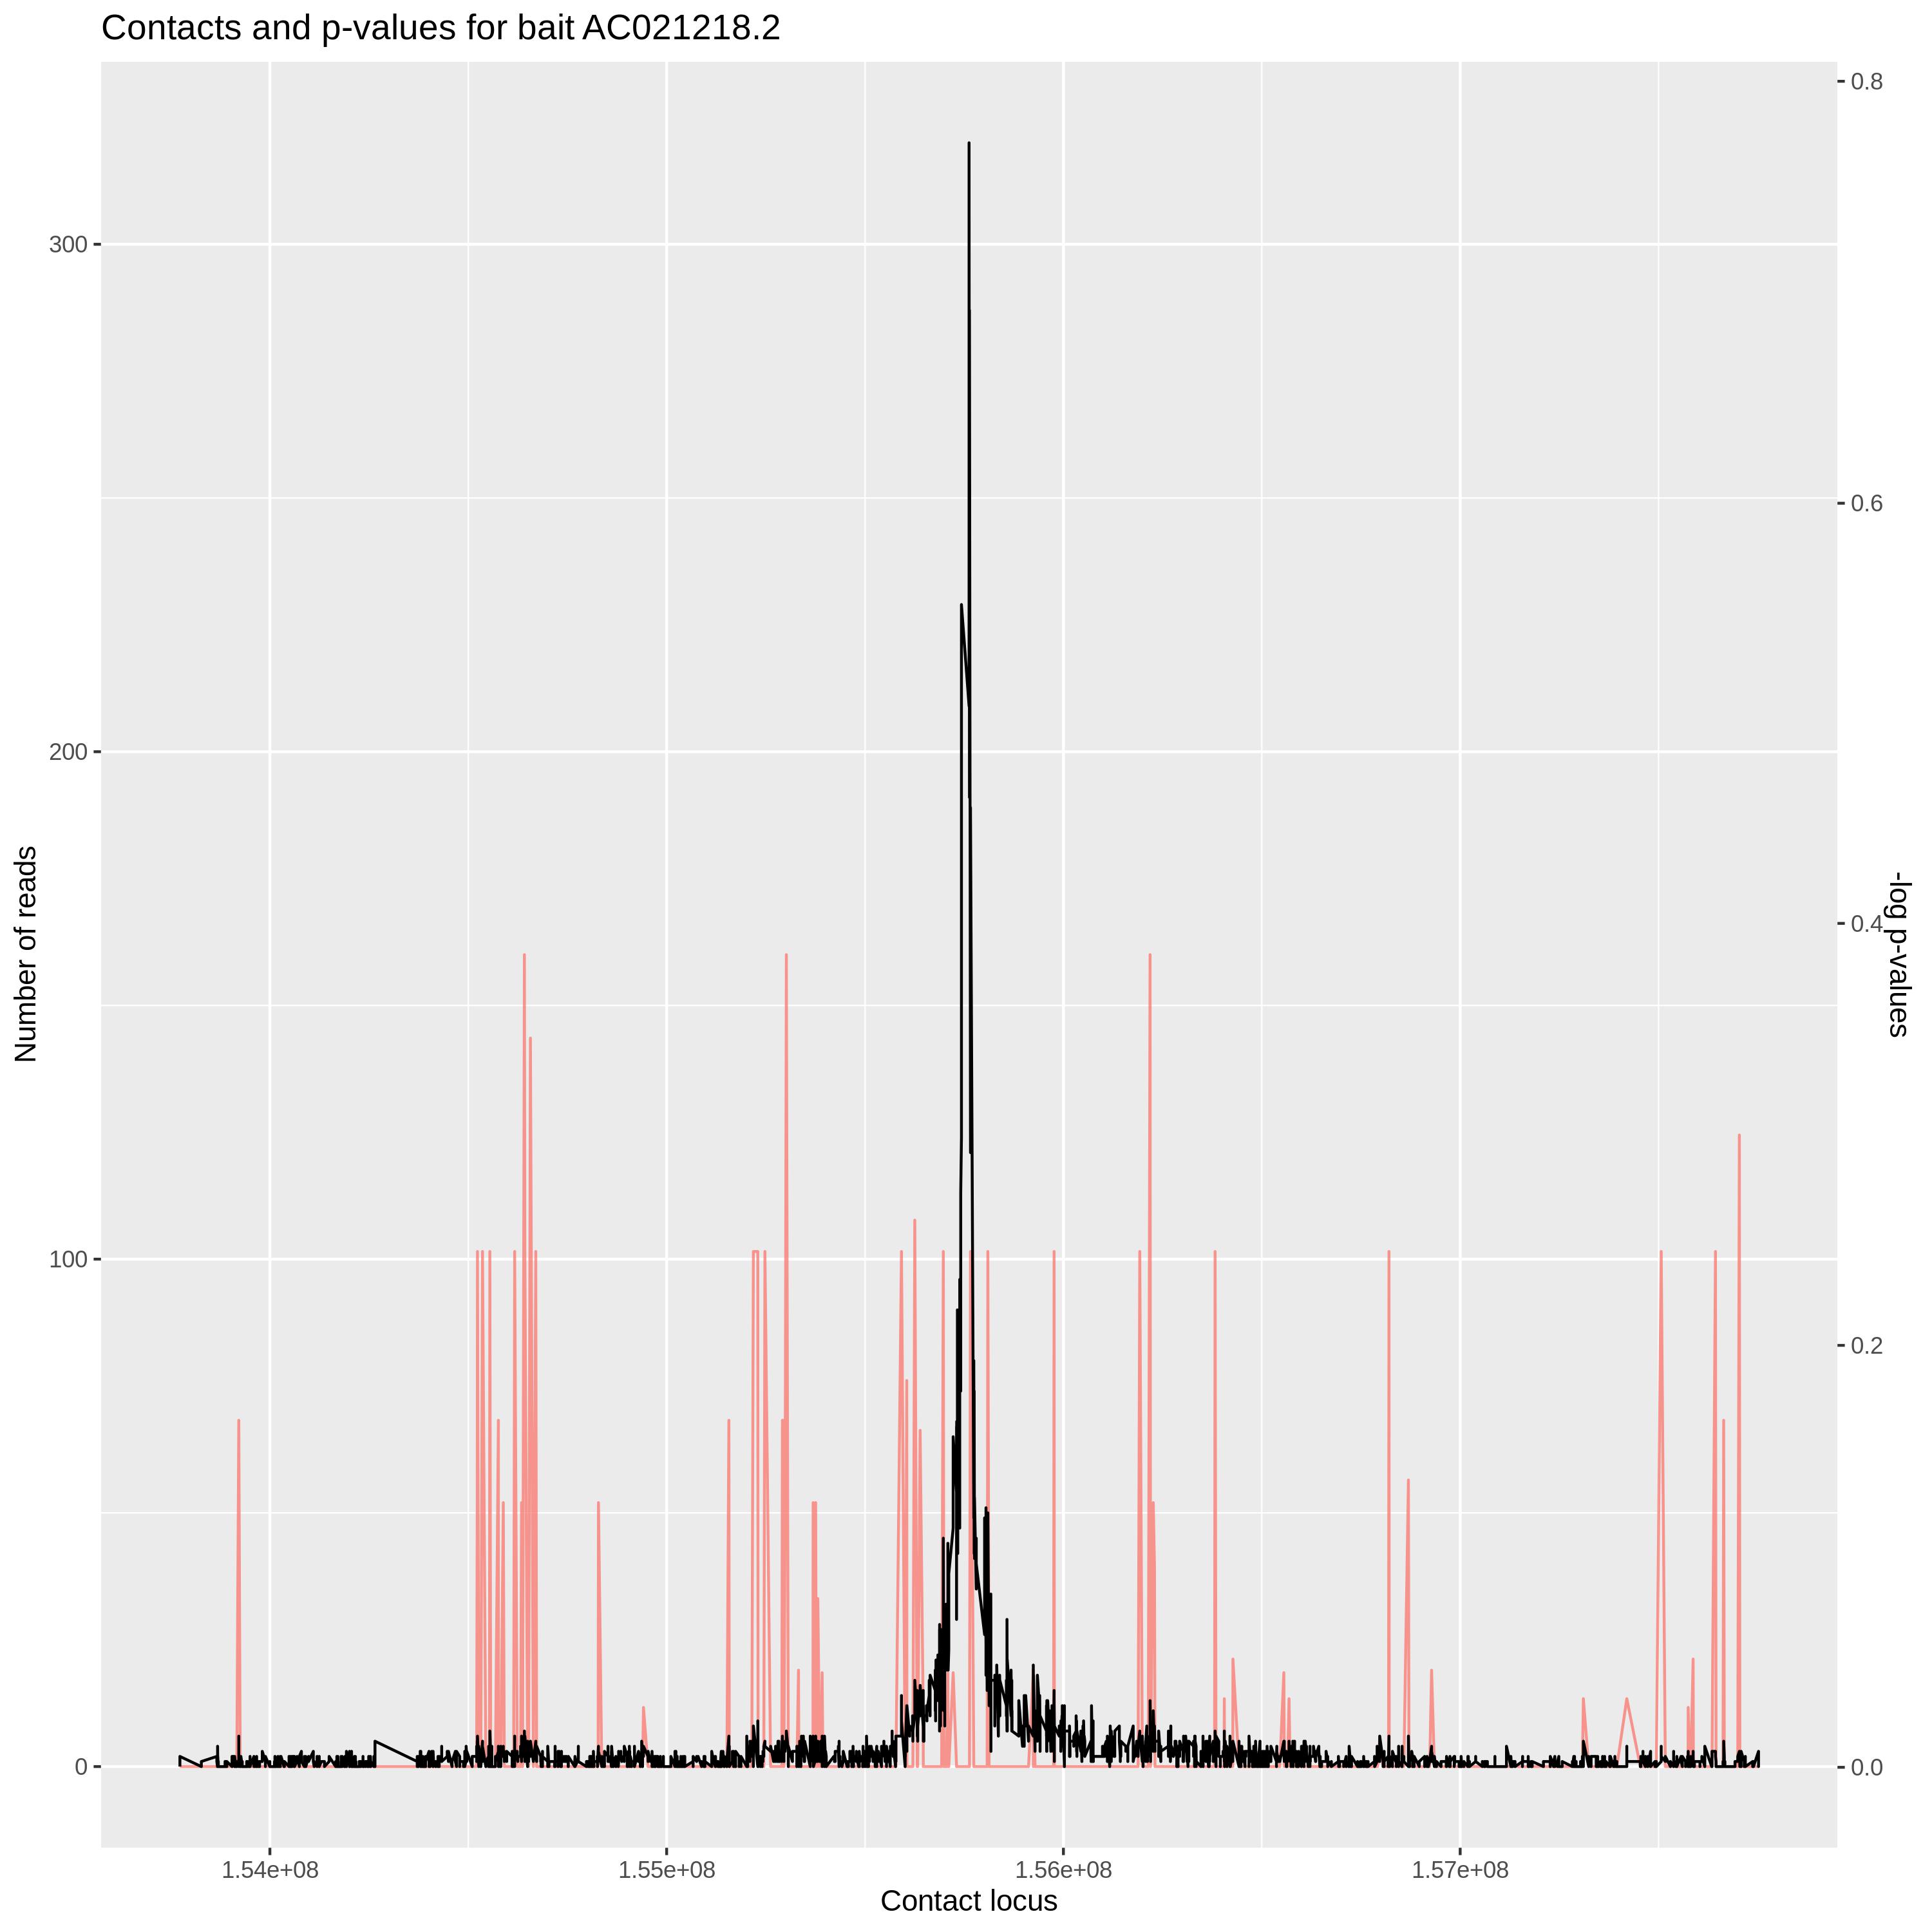 Contacts and p-values for bait AC021218.2
Number of reads
300
200
100
0
0.8
0.6
0.4
0.2
0.0
-log p-values
1.54e+08
1.55e+08
1.56e+08
1.57e+08
Contact locus